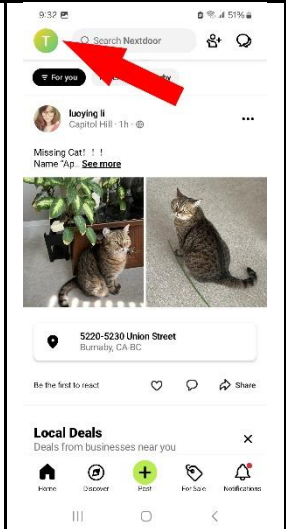 9:32 51%
T Search Nextdoor
For you
luoying li
Capitol Hill · 1h ·
Missing Cat! ! !
Name "Ap.. See more
5220-5230 Union Street
Burnaby, CA-BC
Be the first to react Share
Local Deals
Deals from businesses near you
Home Discover Post For Sale Notifications